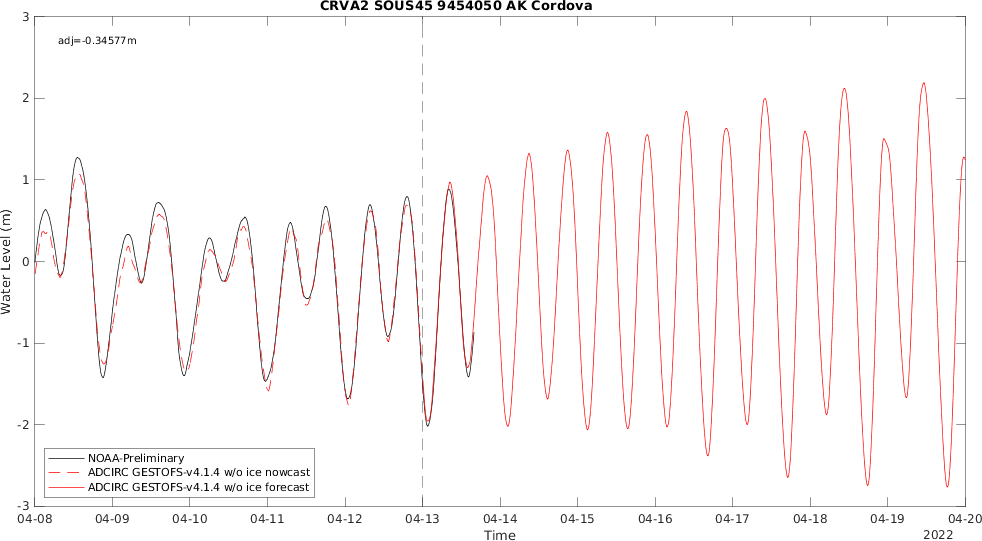 CRVA2 SOUS45 9454050 AK Cordova
adj=-0.34577m
3
2
1
0
-1
-2
-3
Water Level (m)
NOAA-Preliminary
ADCIRC GESTOFS-v4.1.4 w/o ice nowcast
ADCIRC GESTOFS-v4.1.4 w/o ice forecast
04-08 04-09 04-10 04-11 04-12 04-13 04-14 04-15 04-16 04-17 04-18 04-19 04-20
Time
2022